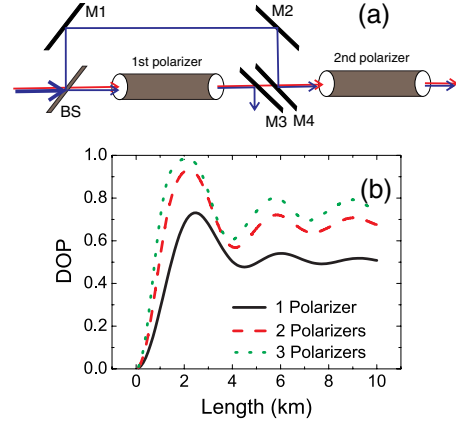 M1
M2
(a)
1st polarizer
2nd polarizer
BS
M3
M4
(b)
DOP
1.0
0.8
0.6
0.4
0.2
0.0
1 Polarizer
2 Polarizers
3 Polarizers
0 2 4 6 8 10
Length (km)